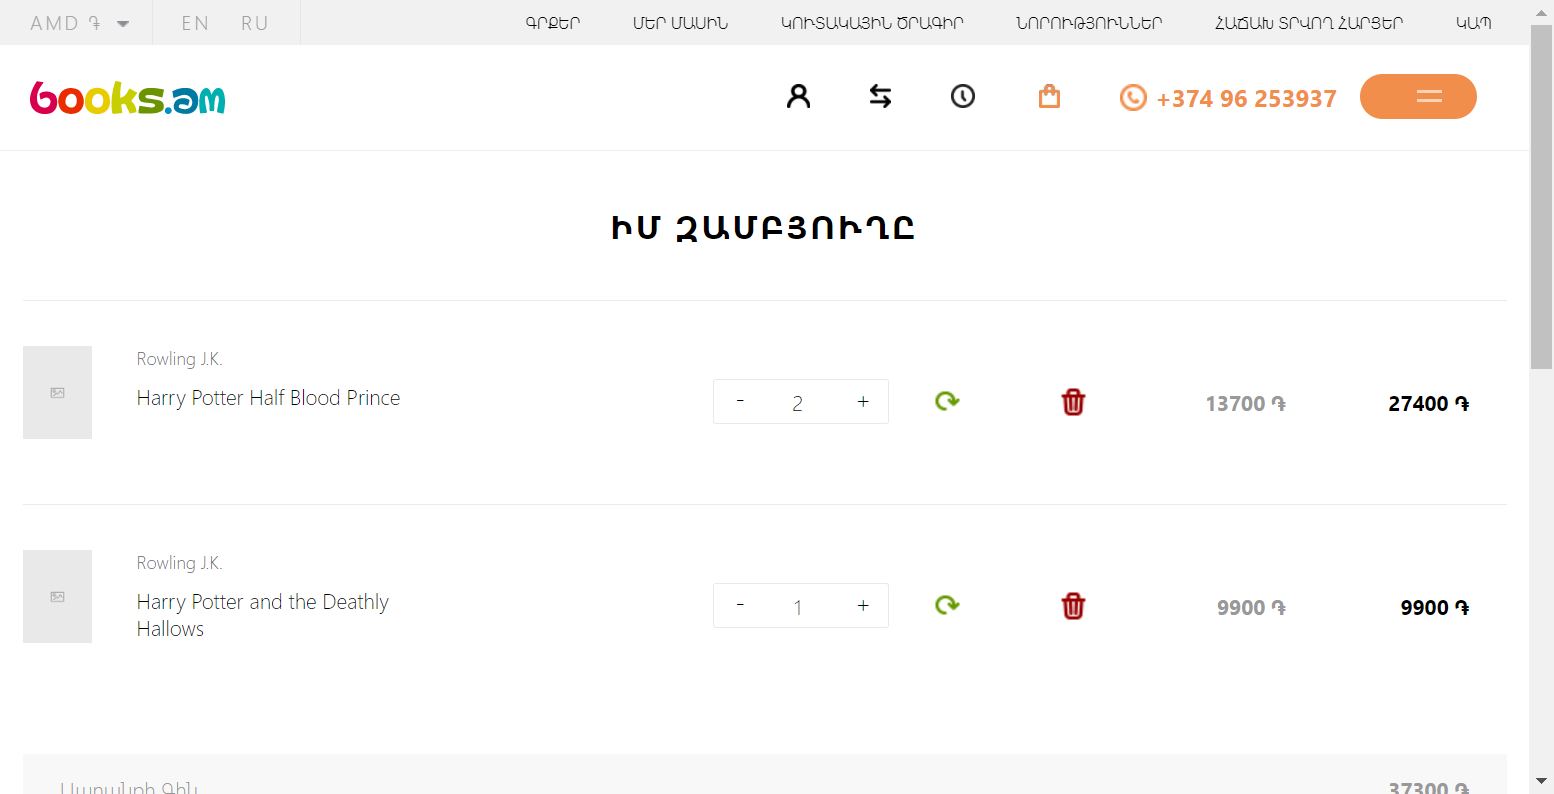 AMD ֏ EN RU ԳՐՔԵՐ ՄԵՐ ՄԱՍԻՆ ԿՈՒՏԱԿԱՅԻՆ ԾՐԱԳԻՐ ՆՈՐՈՒԹՅՈՒՆՆԵՐ ՀԱՃԱԽ ՏՐՎՈՂ ՀԱՐՑԵՐ ԿԱՊ
books.am +374 96 253937
ԻՄ ԶԱՄԲՅՈՒՂԸ
Rowling J.K.
Harry Potter Half Blood Prince
- 2 + 13700 ֏ 27400 ֏
Rowling J.K.
Harry Potter and the Deathly
Hallows
- 1 + 9900 ֏ 9900 ֏
Ապրանքի Գին 37300 ֏